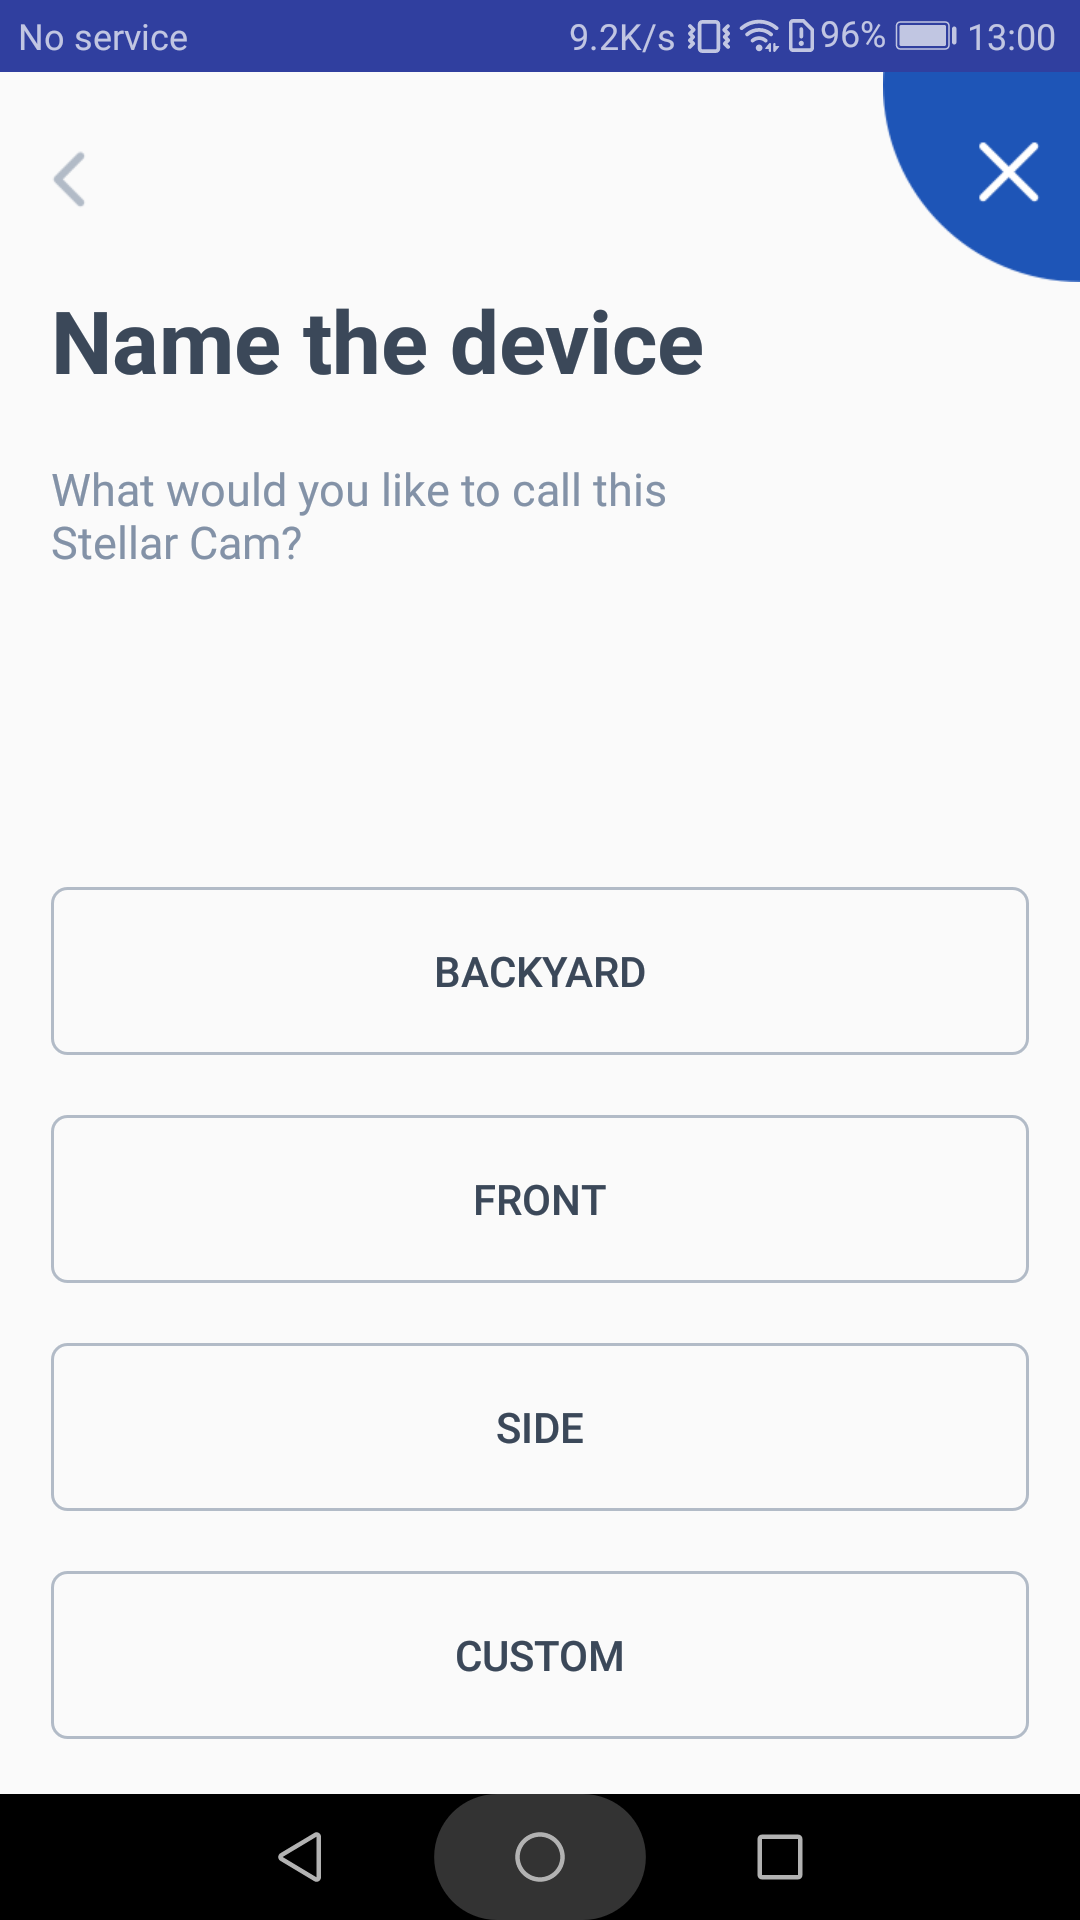 No service 9.2K/s 96% 13:00
Name the device
What would you like to call this
Stellar Cam?
BACKYARD
FRONT
SIDE
CUSTOM